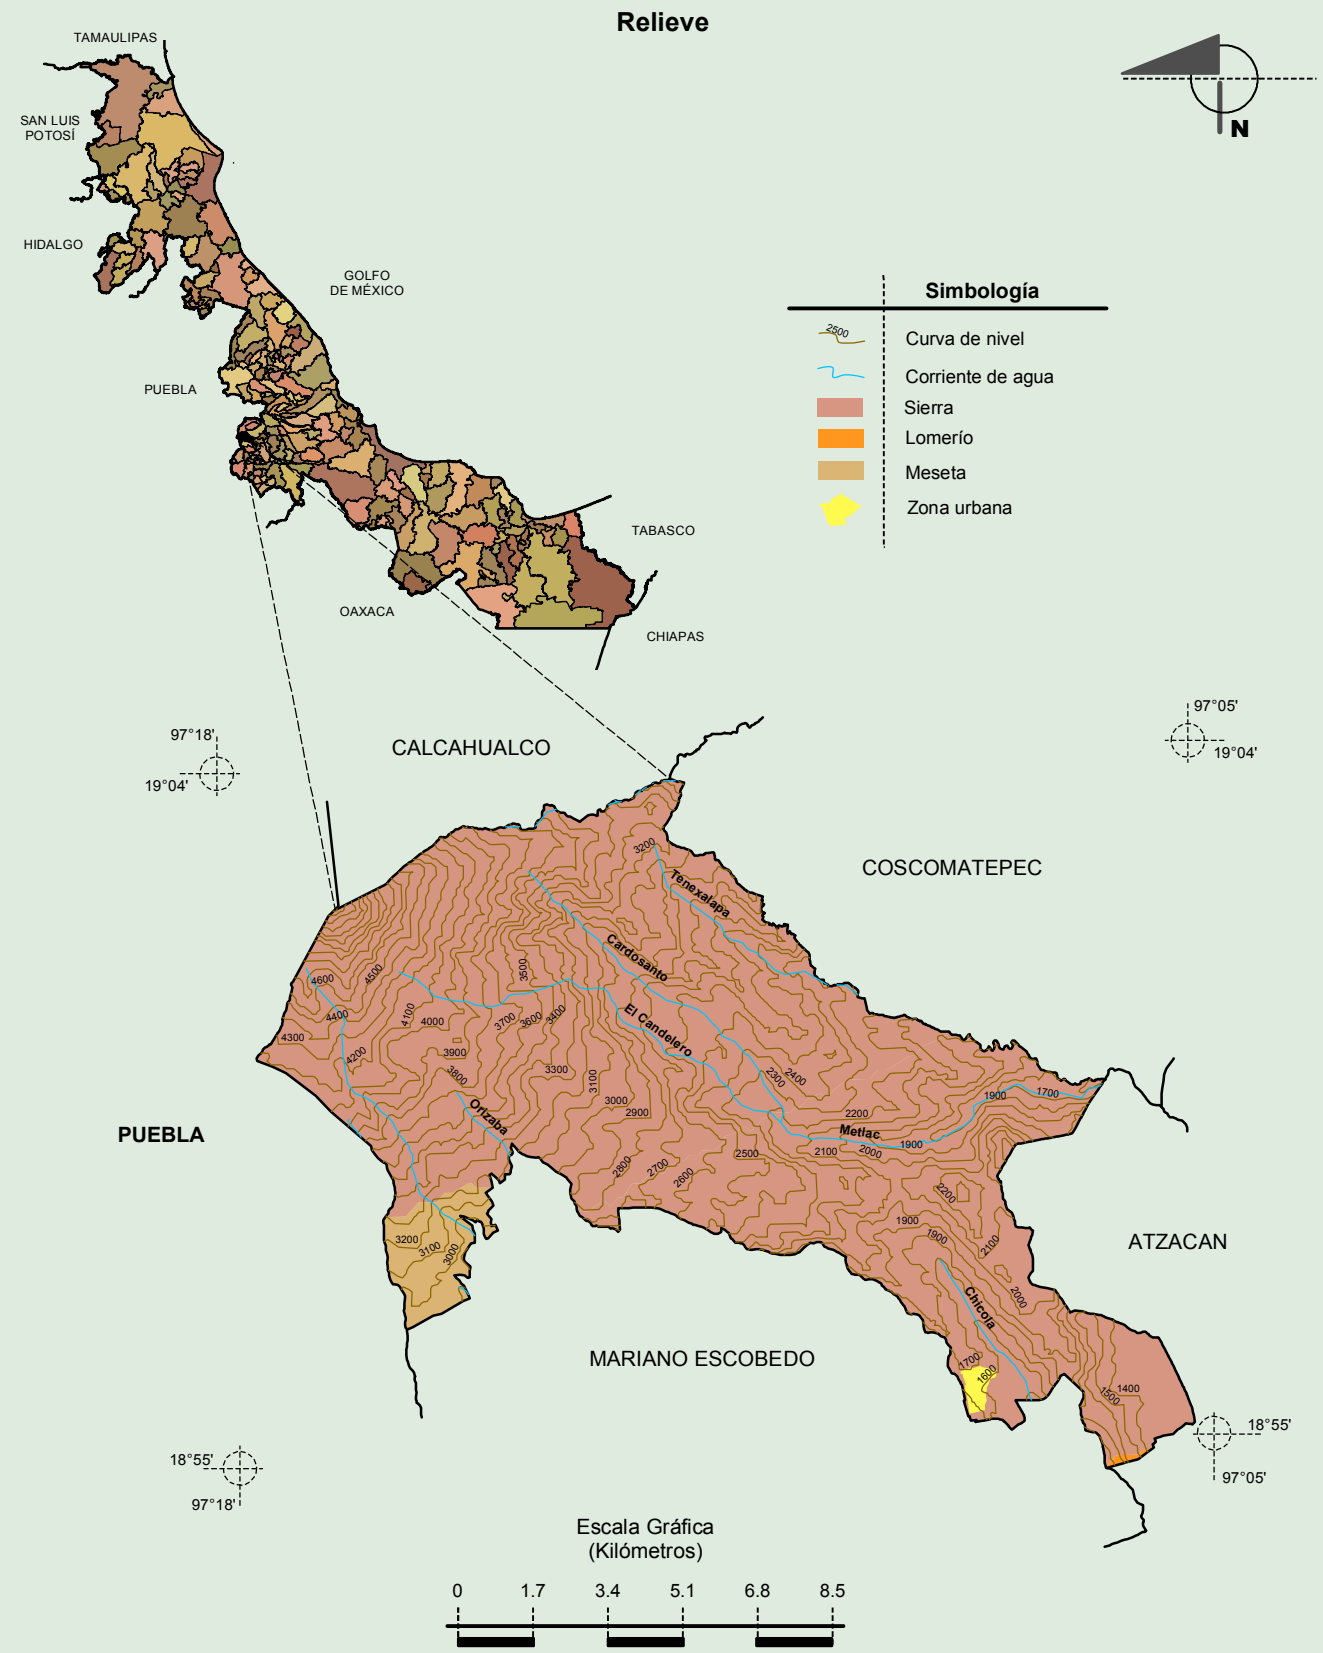 Relieve
TAMAULIPAS
SAN LUIS
POTOSÍ
HIDALGO
GOLFO
DE MÉXICO
PUEBLA
OAXACA
TABASCO
CHIAPAS
N
Simbología
2500
Curva de nivel
Corriente de agua
Sierra
Lomerío
Meseta
Zona urbana
97°18'
19°04'
97°05'
19°04'
CALCAHUALCO
COSCOMATEPEC
PUEBLA
ATZACAN
MARIANO ESCOBEDO
3200
Tenexalapa
Cardosanto
El Candelero
3500
4600
4500
4400
4300
4200
4100
4000
3900
3800
3700
3600
3400
3300
3100
3000
2900
Orizaba
2800
2700
2600
2500
2300
2400
2200
Metlac
2100
2000
1900
1900
1700
2200
1900
1900
2100
2000
Chicola
1700
1600
1500
1400
3200
3100
3000
18°55'
97°18'
18°55'
97°05'
Escala Gráfica
(Kilómetros)
0 1.7 3.4 5.1 6.8 8.5